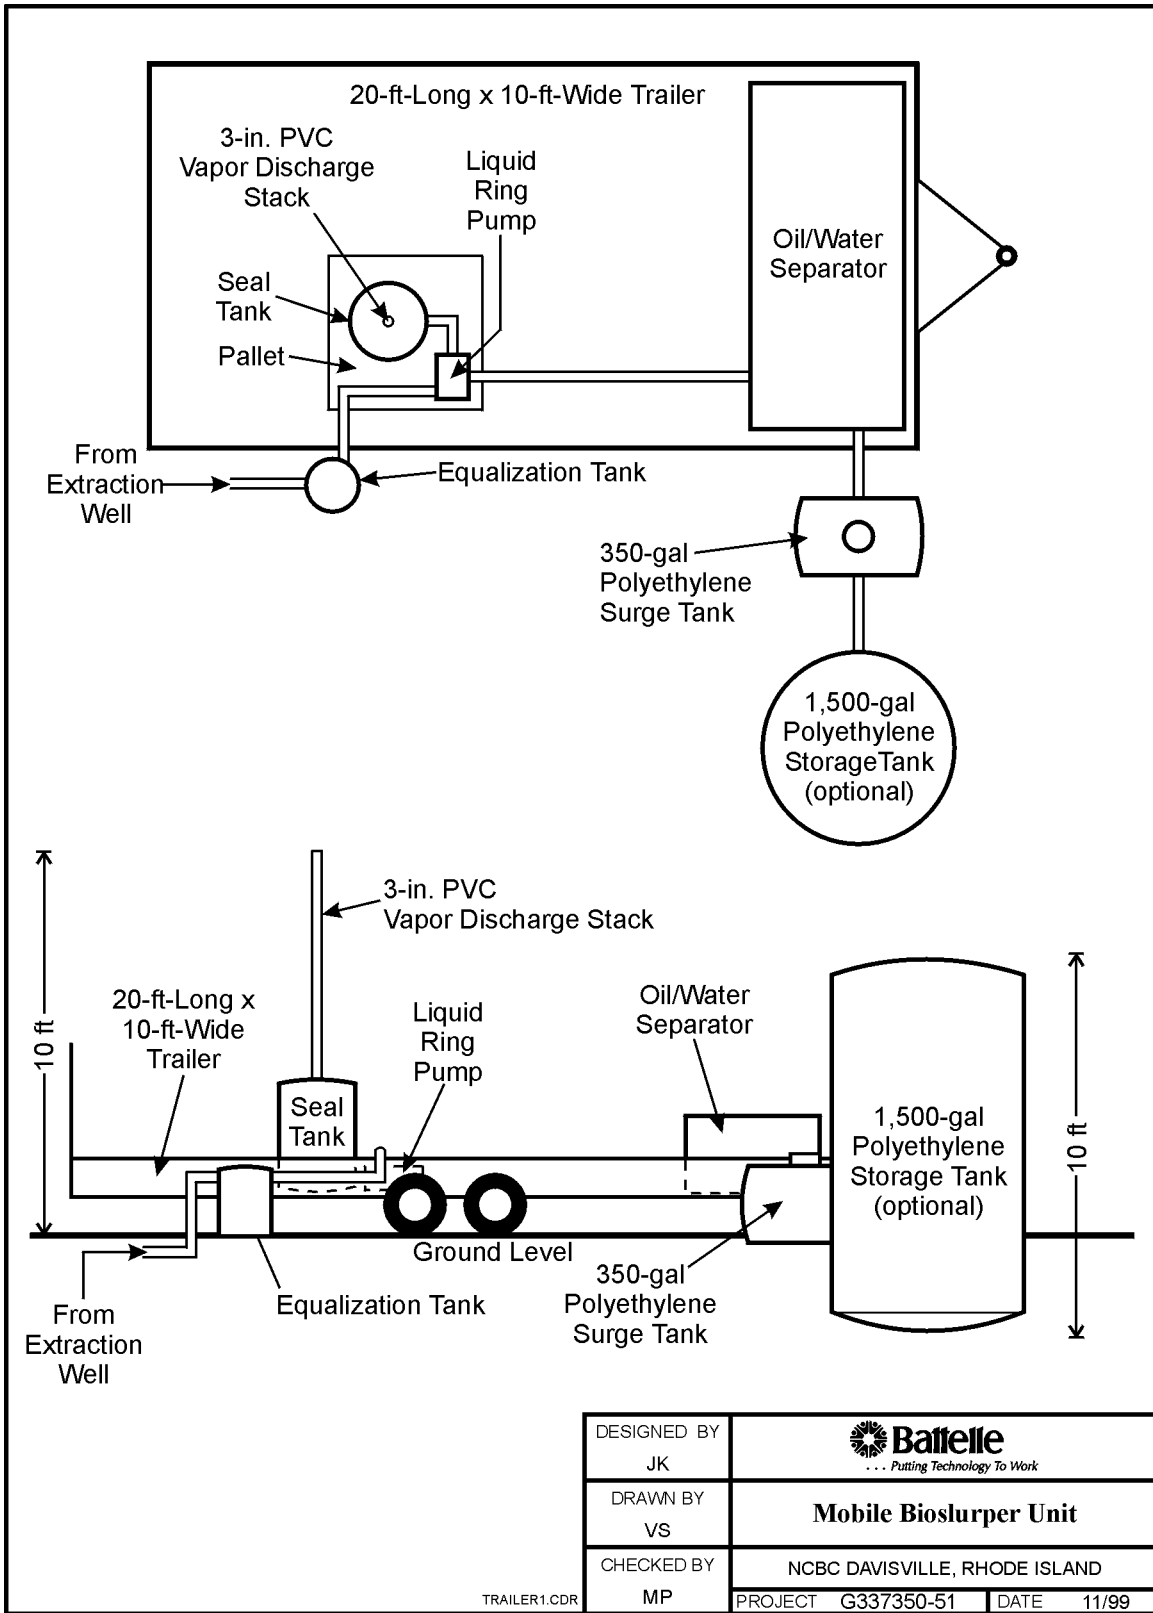 20-ft-Long x 10-ft-Wide Trailer
3-in. PVC
Vapor Discharge
Stack
Liquid
Ring
Pump
Oil/Water
Separator
Seal
Tank
Pallet
From
Extraction
Well
Equalization Tank
350-gal
Polyethylene
Surge Tank
1,500-gal
Polyethylene
StorageTank
(optional)
10 ft
3-in. PVC
Vapor Discharge Stack
20-ft-Long x
10-ft-Wide
Trailer
Liquid
Ring
Pump
Oil/Water
Separator
Seal
Tank
1,500-gal
Polyethylene
Storage Tank
(optional)
10 ft
Ground Level
From
Extraction
Well
Equalization Tank
350-gal
Polyethylene
Surge Tank
TRAILER1.CDR
DESIGNED BY
JK
DRAWN BY
VS
CHECKED BY
MP
Battelle
. . . Putting Technology To Work
Mobile Bioslurper Unit
NCBC DAVISVILLE, RHODE ISLAND
PROJECT G337350-51 DATE 11/99